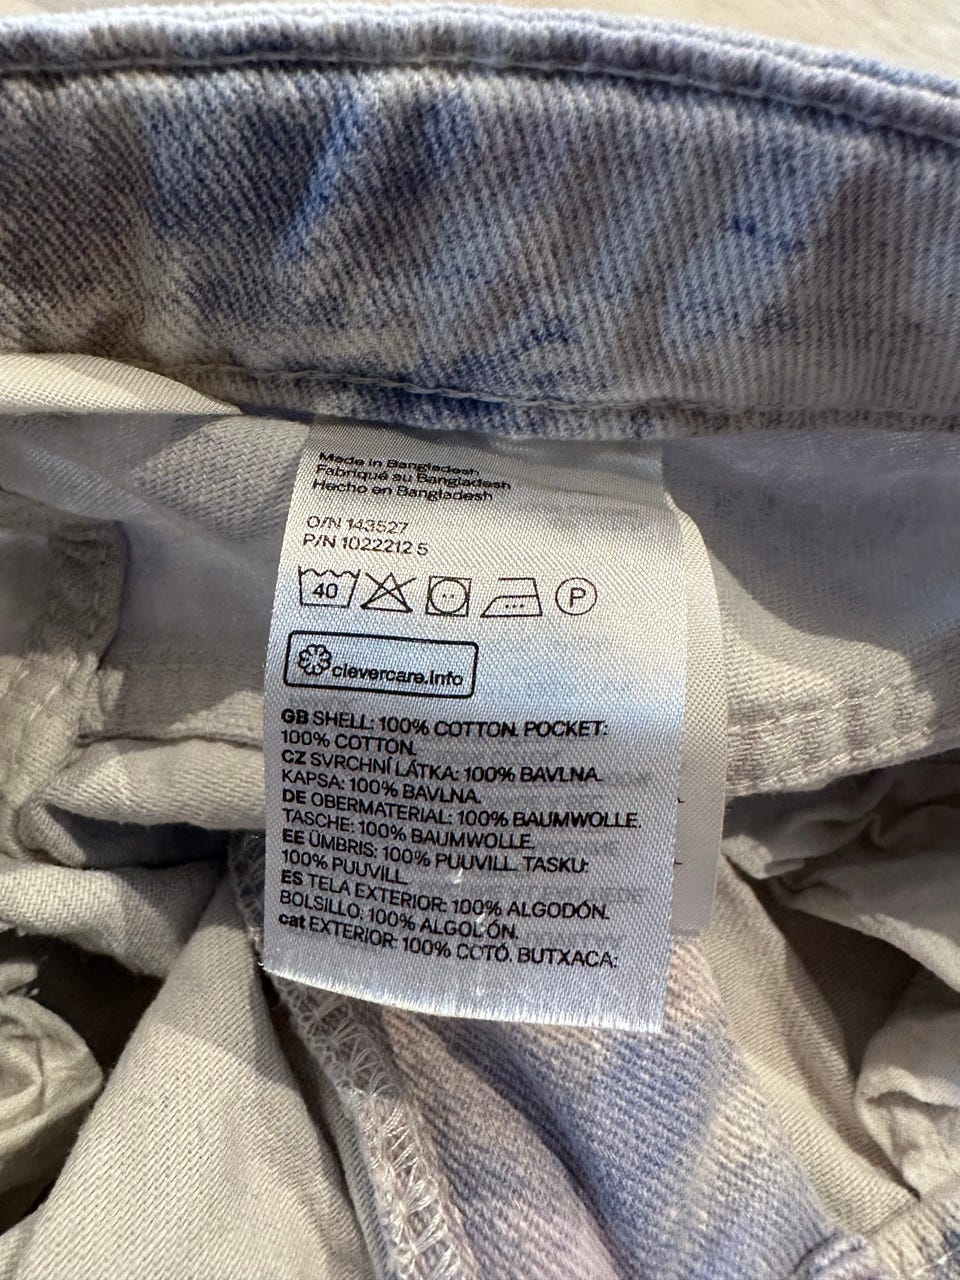 Made in Bangladesh
Fabriqué au Bangladesh
Hecho en Bangladesh
O/N 143527
P/N 1022212 5
40 P
clevercare.info
GB SHELL: 100% COTTON. POCKET:
100% COTTON.
CZ SVRCHNÍ LÁTKA: 100% BAVLNA.
KAPSA: 100% BAVLNA.
DE OBERMATERIAL: 100% BAUMWOLLE.
TASCHE: 100% BAUMWOLLE.
EE ÜMBRIS: 100% PUUVILL. TASKU:
100% PUUVILL.
ES TELA EXTERIOR: 100% ALGODÓN.
BOLSILLO: 100% ALGODÓN.
cat EXTERIOR: 100% COTÓ. BUTXACA: